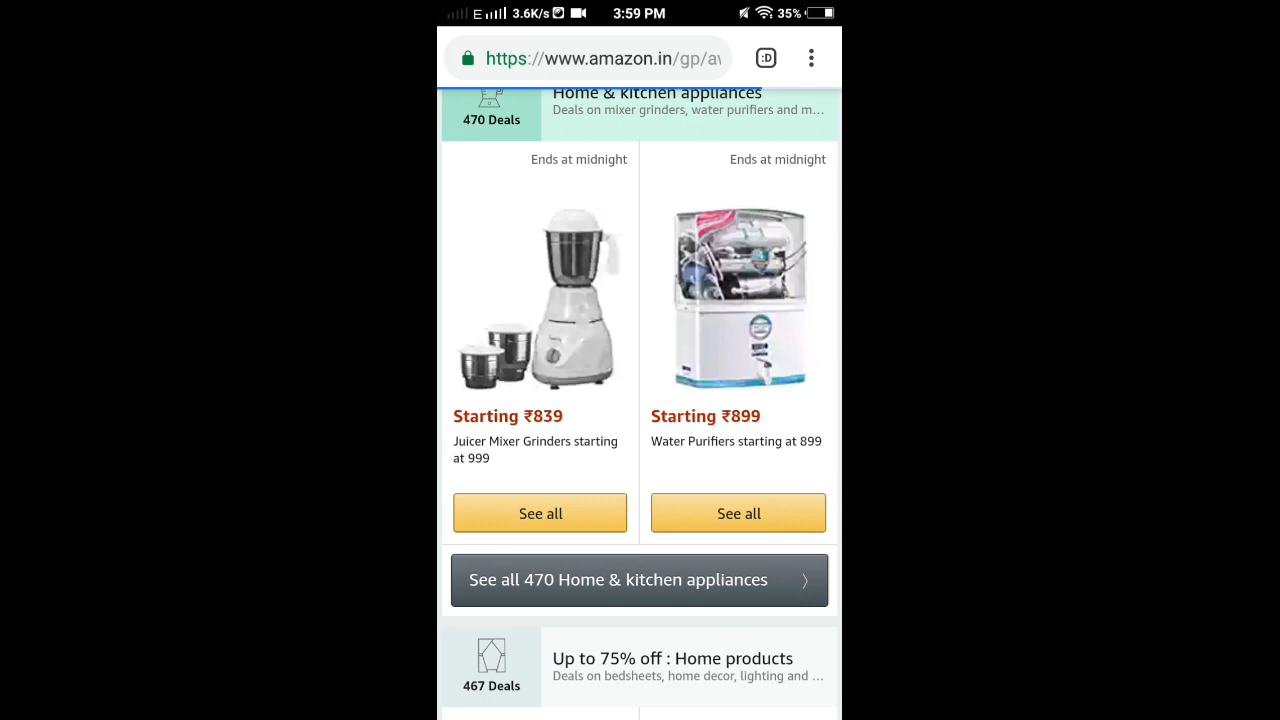 E 3.6K/s 3:59 PM 35%
https://www.amazon.in/gp/a
:D
Home & kitchen appliances
Deals on mixer grinders, water purifiers and m...
470 Deals
Ends at midnight
Ends at midnight
Starting ₹839
Starting ₹899
Juicer Mixer Grinders starting
at 999
Water Purifiers starting at 899
See all
See all
See all 470 Home & kitchen appliances
Up to 75% off : Home products
Deals on bedsheets, home decor, lighting and ...
467 Deals